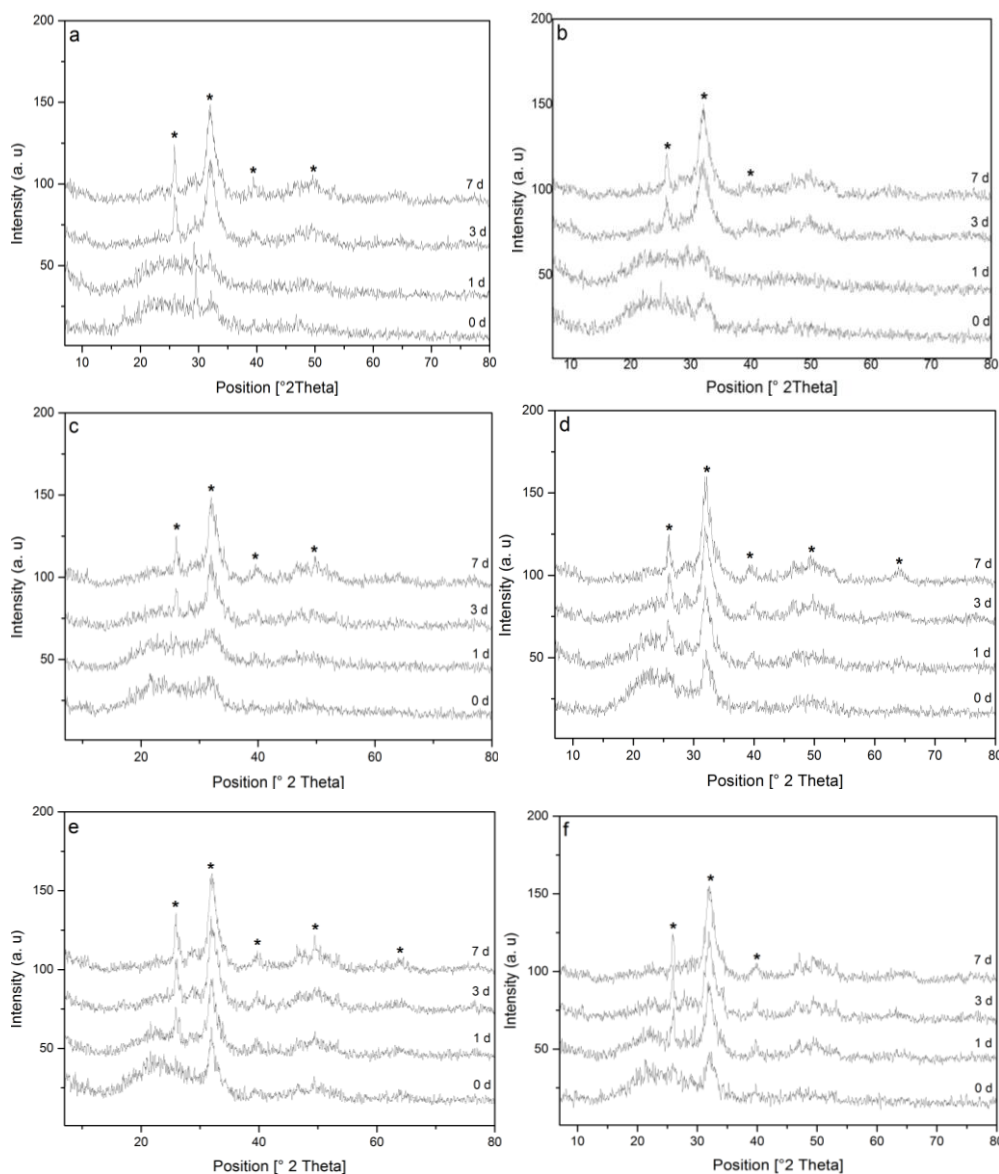 a
Intensity (a. u)
200
150
100
50
* * * *
7 d
3 d
1 d
0 d
10 20 30 40 50 60 70 80
Position [°2Theta]
b
Intensity (a. u)
200
150
100
50
* * *
7 d
3 d
1 d
0 d
10 20 30 40 50 60 70 80
Position [°2Theta]
c
Intensity (a. u)
200
150
100
50
* * * *
7 d
3 d
1 d
0 d
20 40 60 80
Position [° 2 Theta]
d
Intensity (a. u)
200
150
100
50
* * * * *
7 d
3 d
1 d
0 d
10 20 30 40 50 60 70 80
Position [° 2 Theta]
e
Intensity (a. u)
200
150
100
50
* * * * *
7 d
3 d
1 d
0 d
20 40 60 80
Position [° 2 Theta]
f
Intensity (a. u)
200
150
100
50
* * *
7 d
3 d
1 d
0 d
10 20 30 40 50 60 70 80
Position [° 2 Theta]